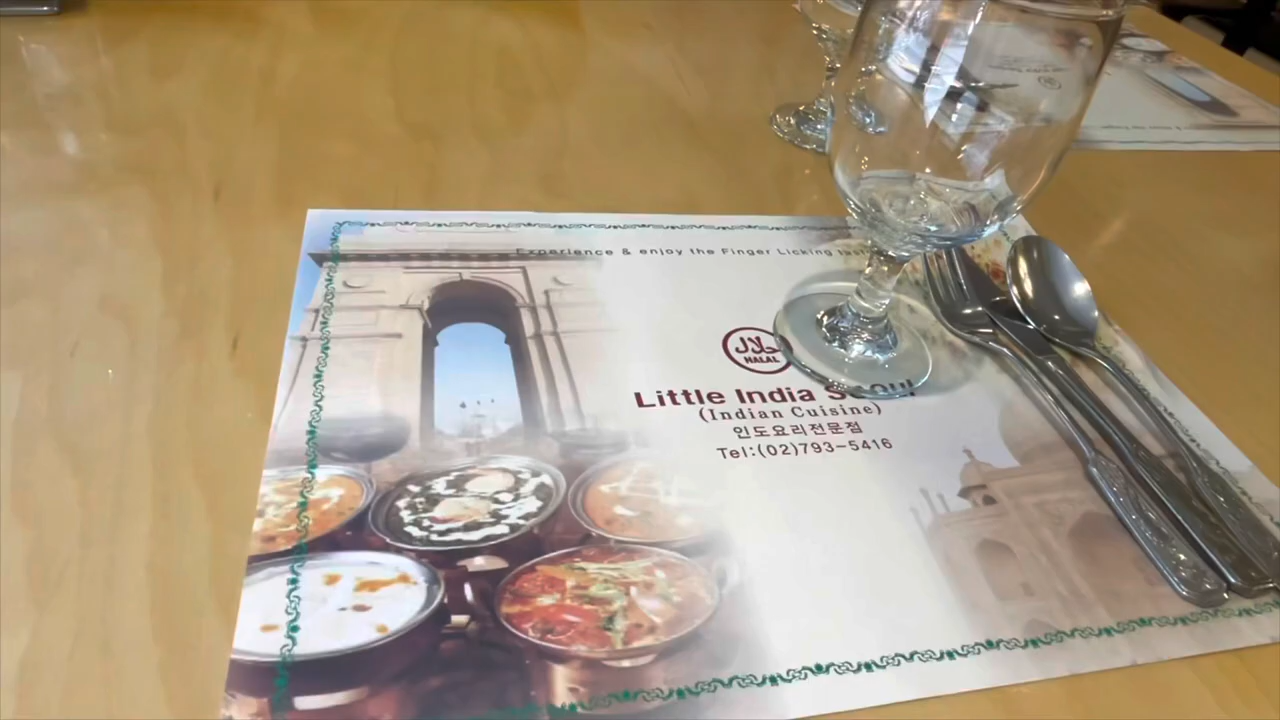 Experience & enjoy the Finger Licking
حلال
HALAL
Little India Seoul
(Indian Cuisine)
인도요리전문점
Tel:(02)793-5416